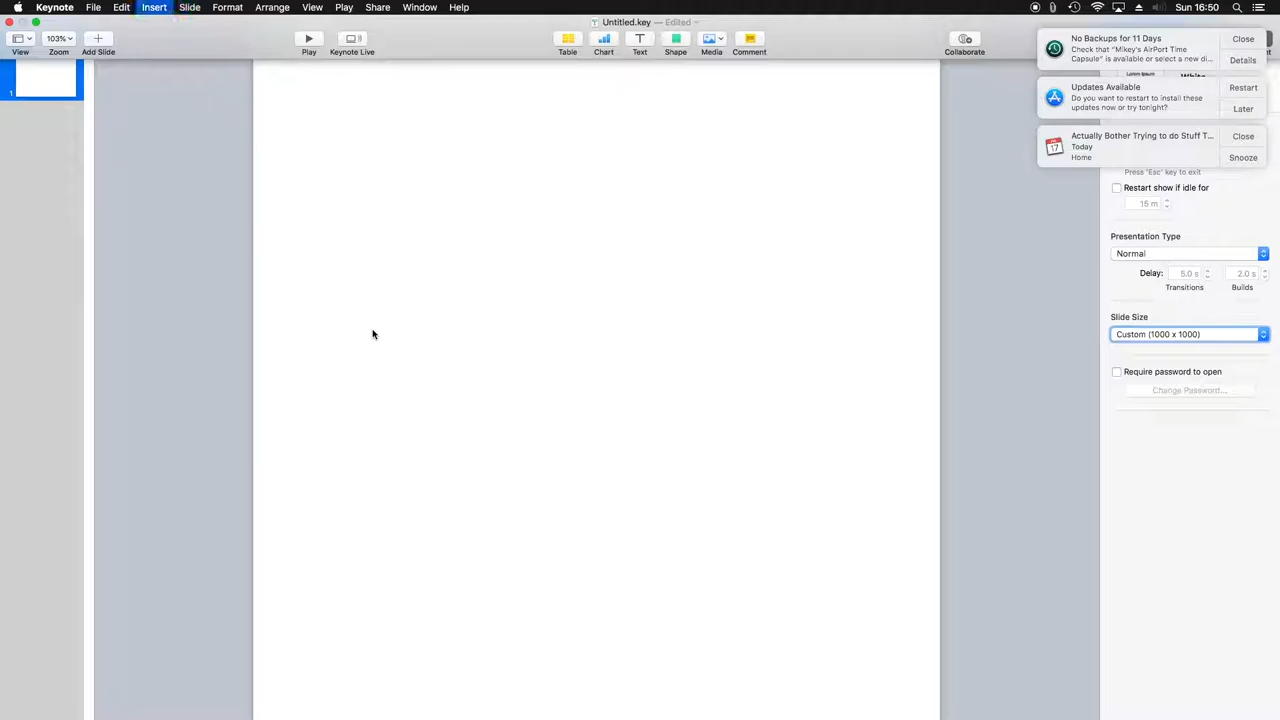 Keynote File Edit Insert Slide Format Arrange View Play Share Window Help Sun 16:50
Untitled.key — Edited
103%
View Zoom Add Slide Play Keynote Live Table Chart Text Shape Media Comment Collaborate
1
No Backups for 11 Days
Check that "Mikey's AirPort Time
Capsule" is available or select a new di...
Close
Details
Updates Available
Do you want to restart to install these
updates now or try tonight?
Restart
Later
17
Actually Bother Trying to do Stuff T...
Today
Home
Close
Snooze
Press 'Esc' key to exit
Restart show if idle for
15 m
Presentation Type
Normal
Delay: 5.0 s 2.0 s
Transitions Builds
Slide Size
Custom (1000 x 1000)
Require password to open
Change Password...